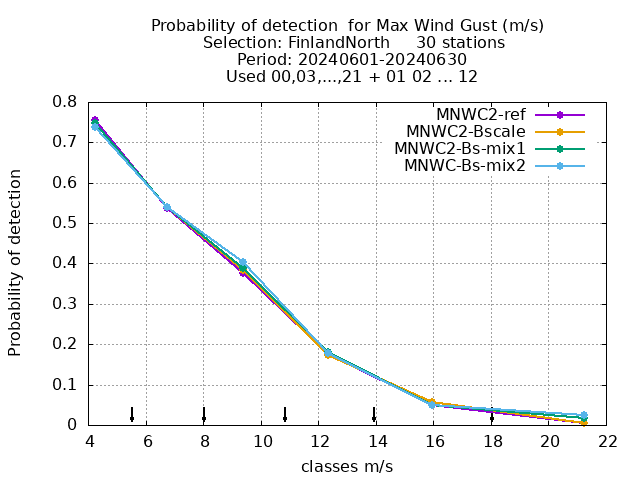 Probability of detection  for Max Wind Gust (m/s)
Selection: FinlandNorth     30 stations
Period: 20240601-20240630
Used 00,03,...,21 + 01 02 ... 12
MNWC2-ref
MNWC2-Bscale
MNWC2-Bs-mix1
MNWC-Bs-mix2
Probability of detection
0.8
0.7
0.6
0.5
0.4
0.3
0.2
0.1
0
4 6 8 10 12 14 16 18 20 22
classes m/s